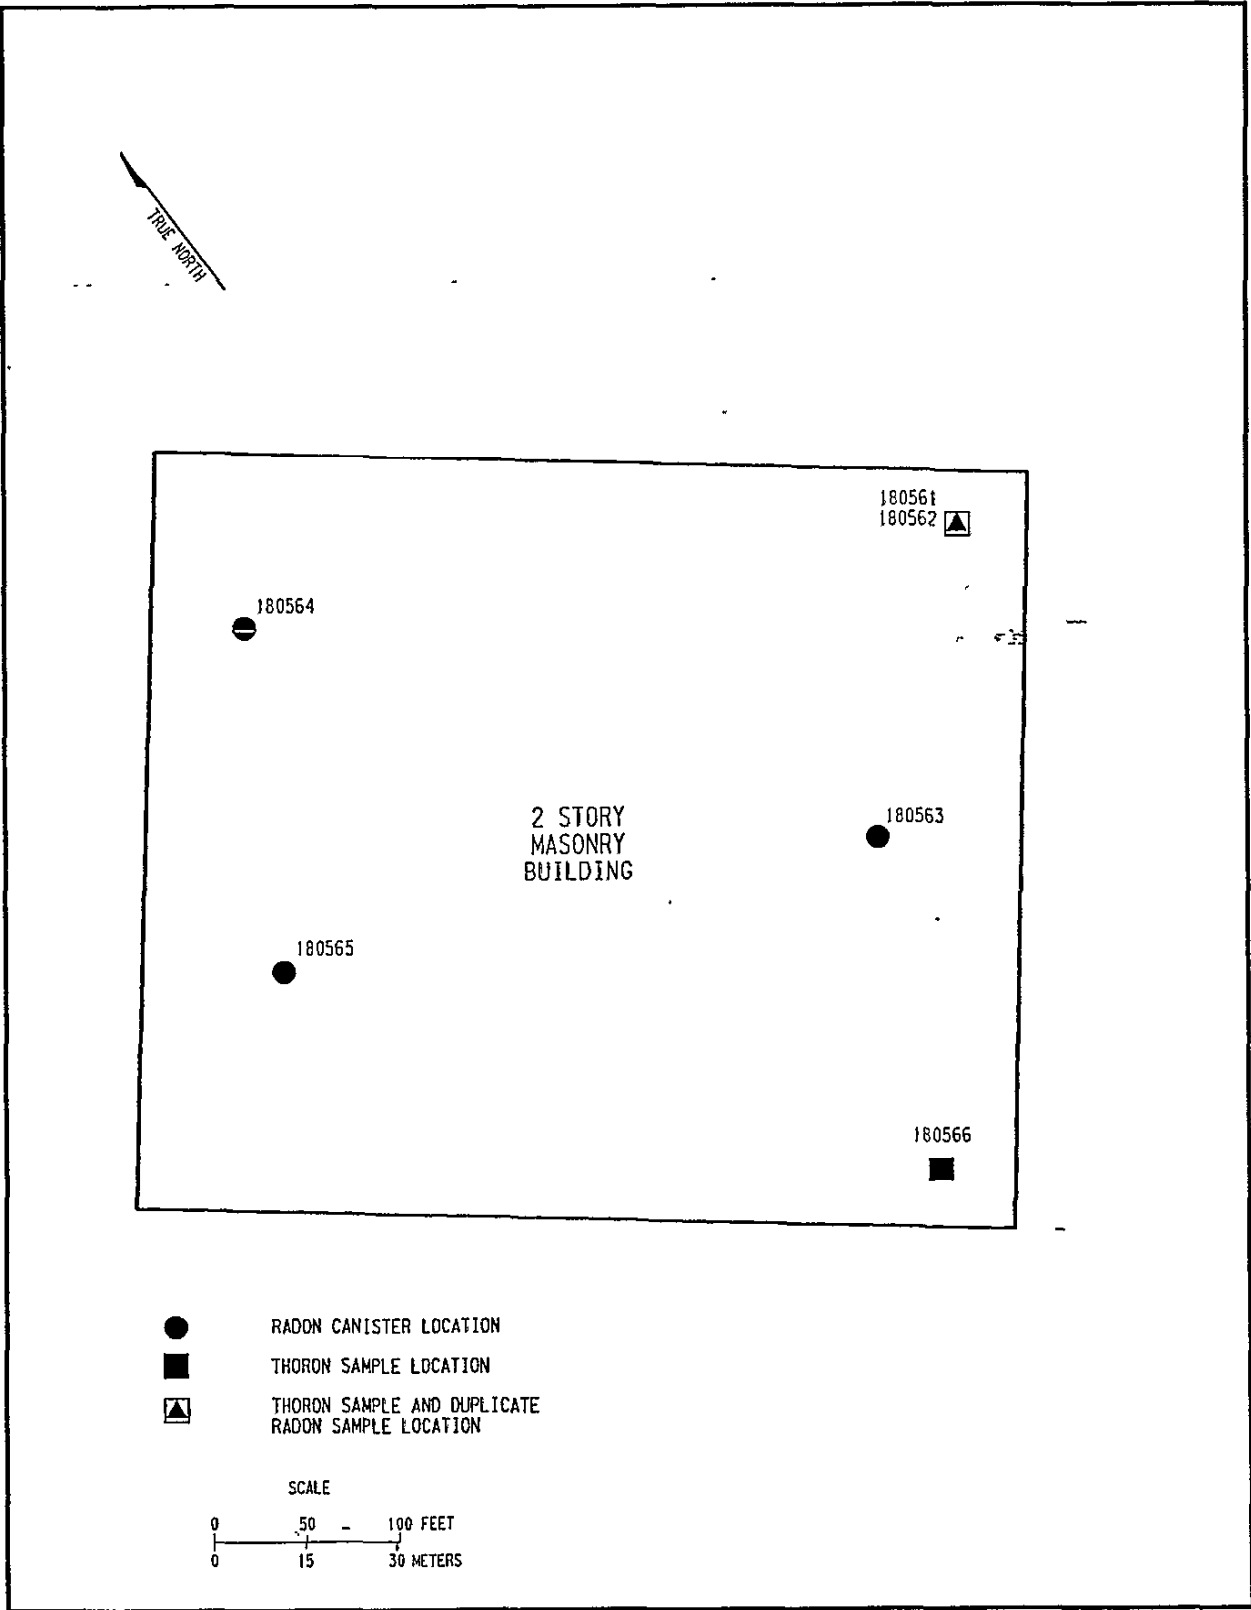 TRUE NORTH
180561
180562
180564
180563
2 STORY
MASONRY
BUILDING
180565
180566
RADON CANISTER LOCATION
THORON SAMPLE LOCATION
THORON SAMPLE AND DUPLICATE
RADON SAMPLE LOCATION
SCALE
0 50 100 FEET
0 15 30 METERS